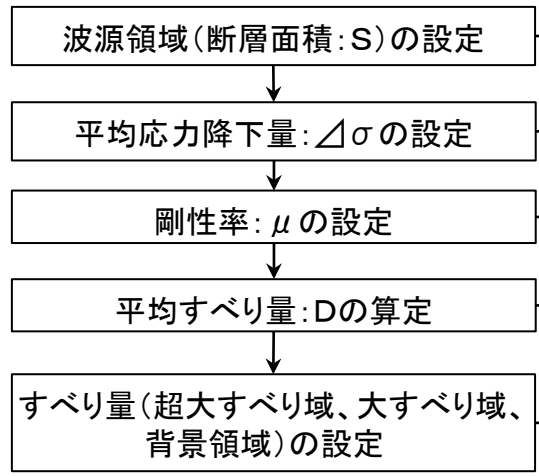 波源領域(断層面積:S)の設定
平均応力降下量:⊿σの設定
剛性率:μの設定
平均すべり量:Dの算定
すべり量(超大すべり域、大すべり域、
背景領域)の設定